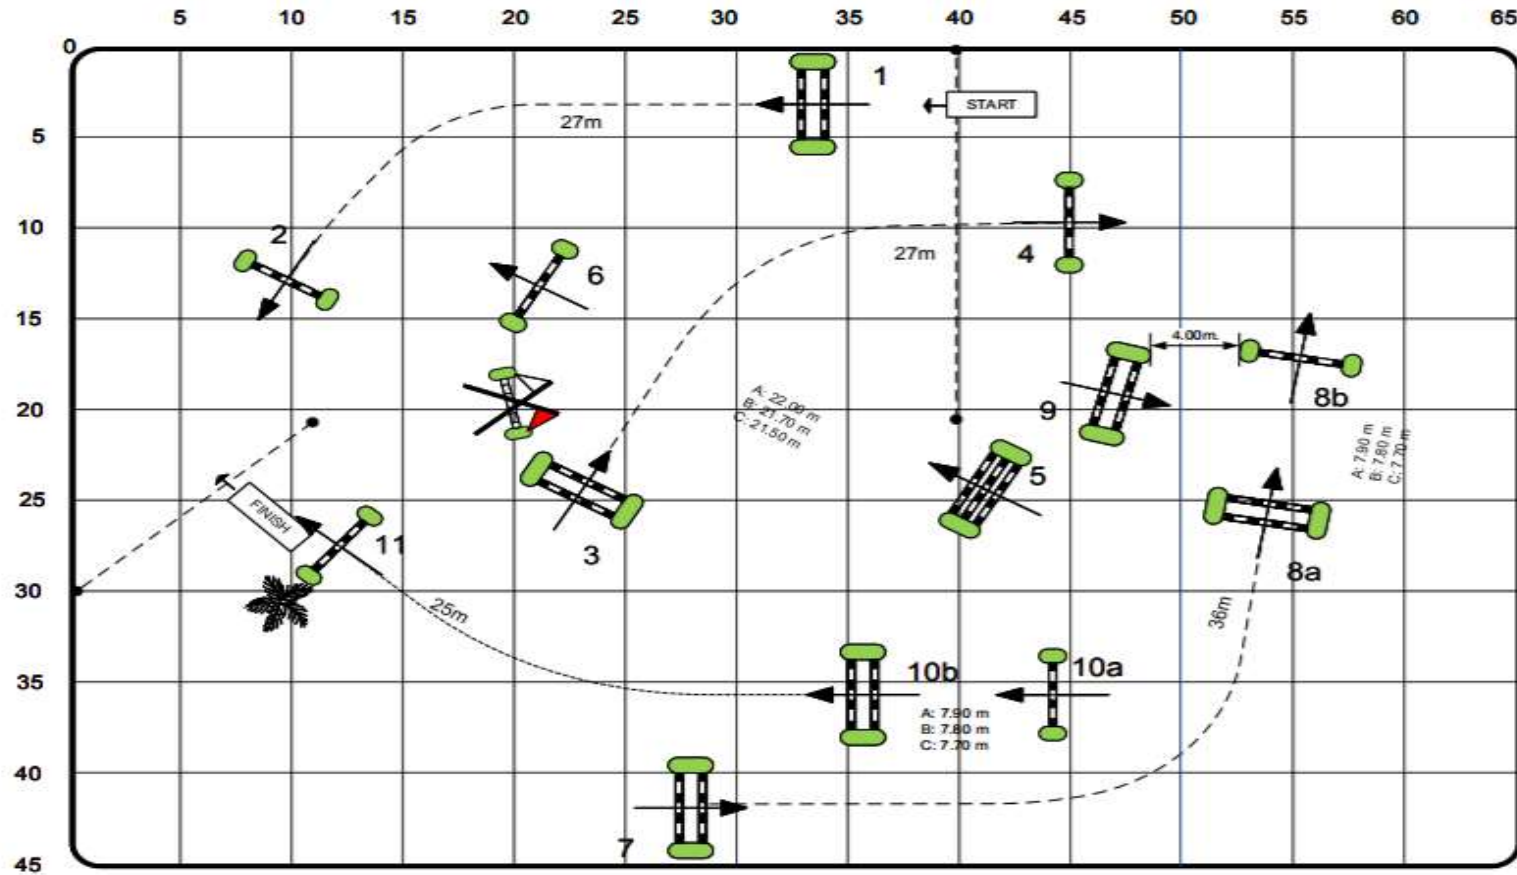 5 10 15 20 25 30 35 40 45 50 55 60 65
0
1
START
5
27m
2
10
27m
4
6
15
4.00m.
8b
9
20
A: 22.00 m
B: 21.70 m
C: 21.50 m
A: 7.90 m
B: 7.80 m
C: 7.70 m
5
25
FINISH
11
3
8a
30
25m
36m
10b
10a
35
A: 7.90 m
B: 7.80 m
C: 7.70 m
40
7
45